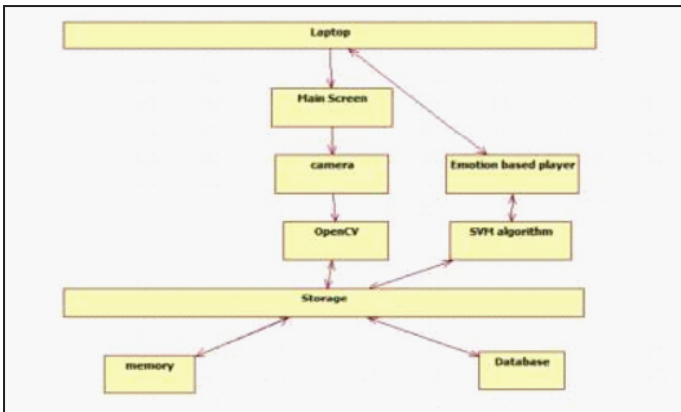 Laptop
Main Screen
camera
Emotion based player
OpenCV
SVM algorithm
Storage
memory
Database